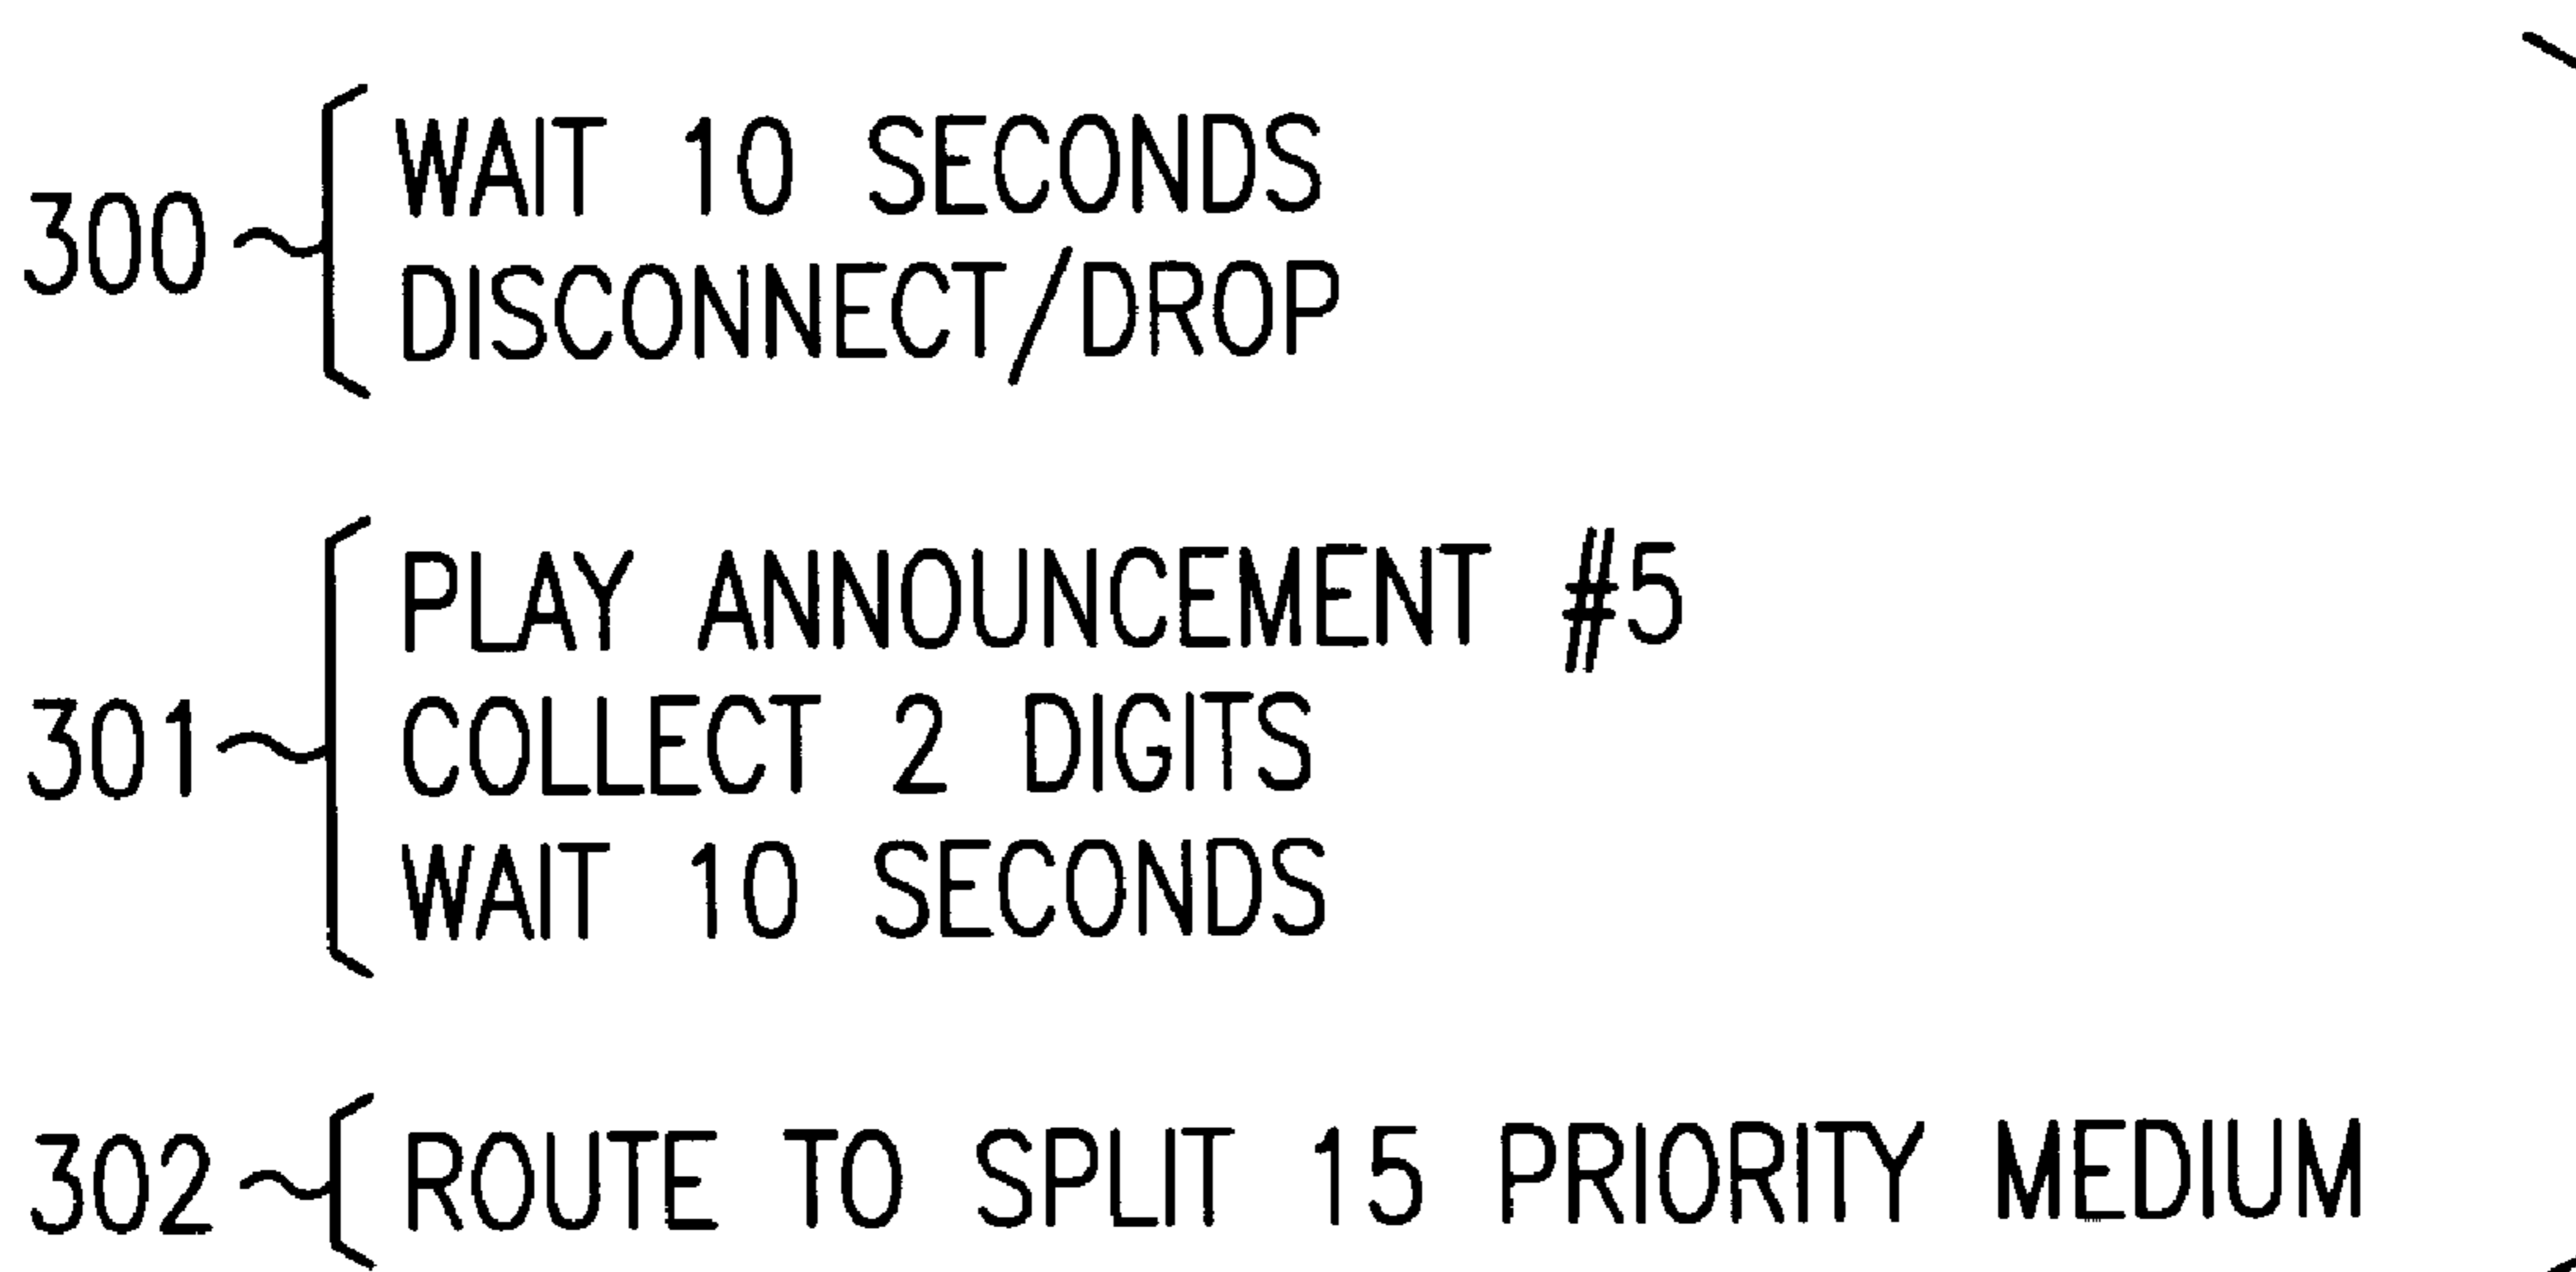 WAIT 10 SECONDS
300
DISCONNECT/DROP
PLAY ANNOUNCEMENT #5
301 COLLECT 2 DIGITS
WAIT 10 SECONDS
302 ROUTE TO SPLIT 15 PRIORITY MEDIUM